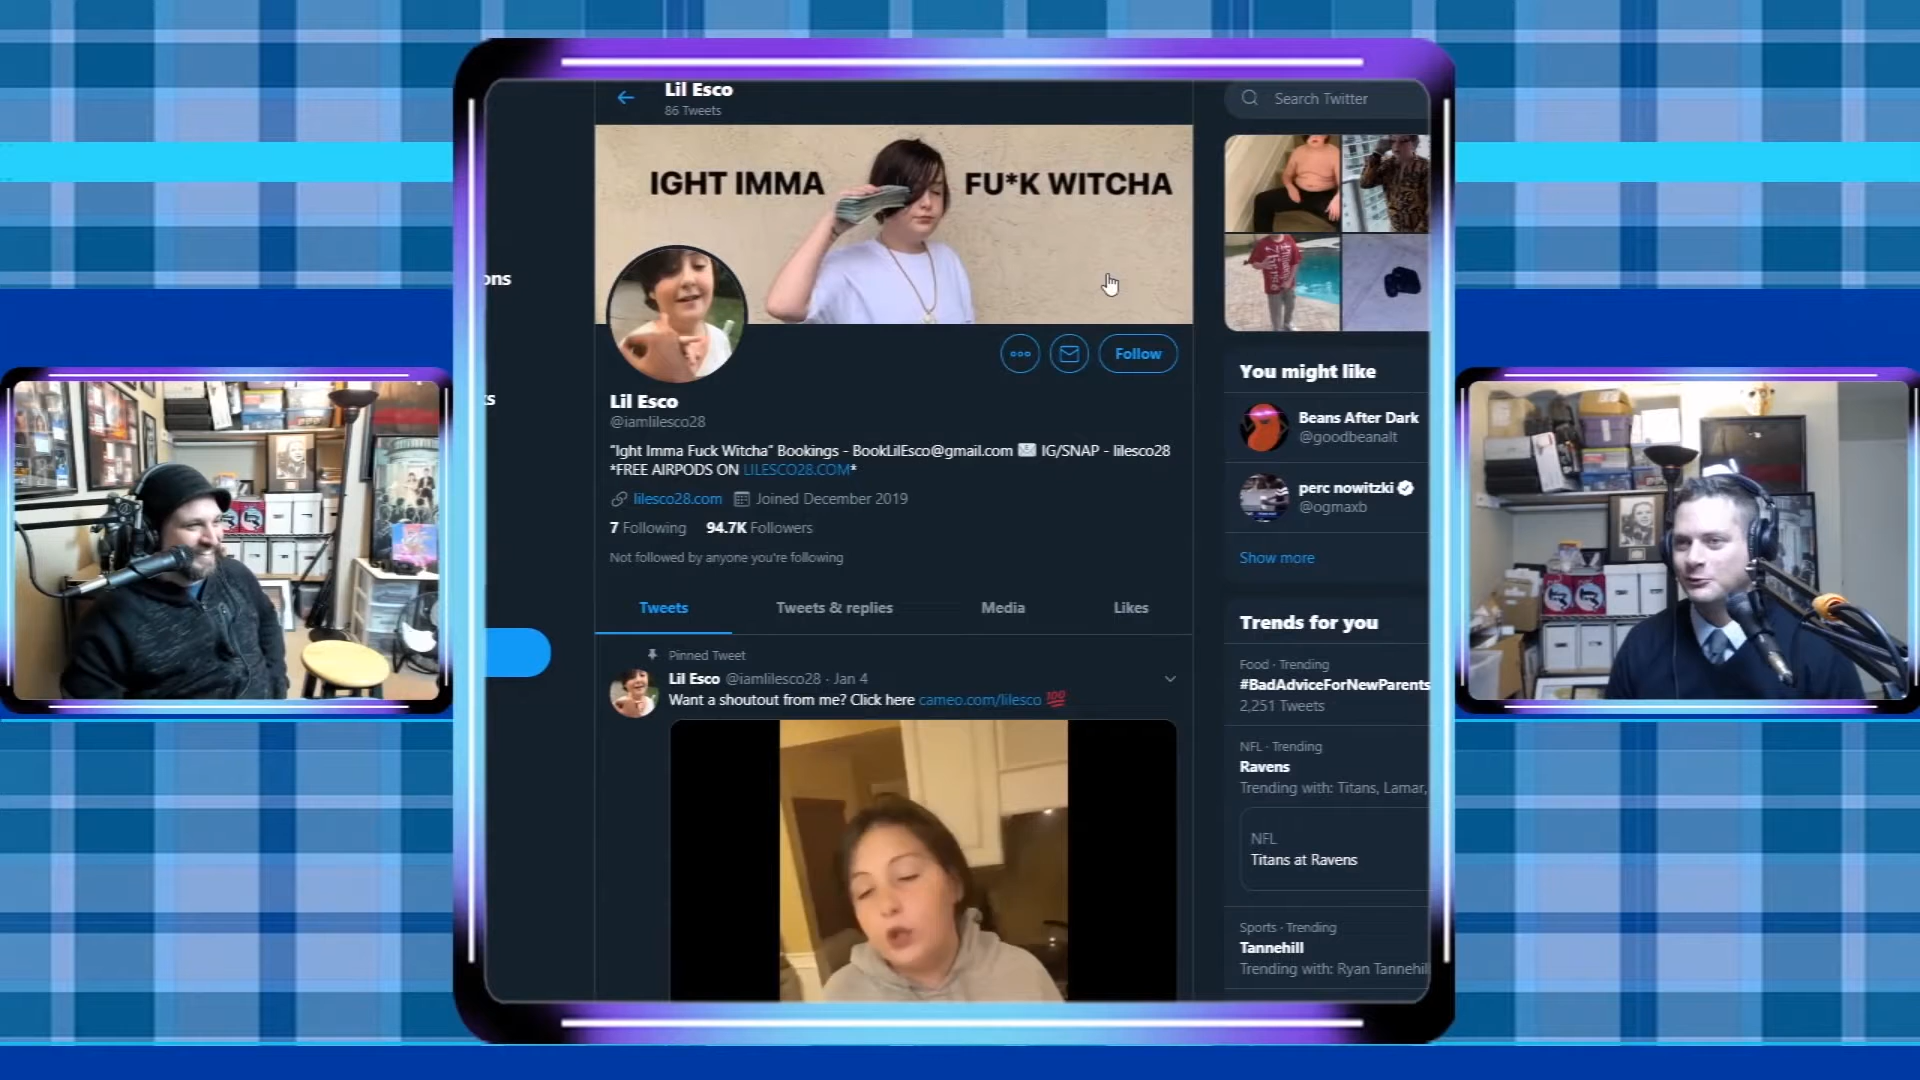 Lil Esco
86 Tweets
Search Twitter
IGHT IMMA FU*K WITCHA
ons
ks
Follow
Lil Esco
@iamlilesco28
"Ight Imma Fuck Witcha" Bookings - BookLilEsco@gmail.com ✉️ IG/SNAP - lilesco28
*FREE AIRPODS ON LILESCO28.COM*
lilesco28.com Joined December 2019
7 Following 94.7K Followers
Not followed by anyone you're following
Tweets Tweets & replies Media Likes
Pinned Tweet
Lil Esco @iamlilesco28 · Jan 4
Want a shoutout from me? Click here cameo.com/lilesco 💯
You might like
Beans After Dark
@goodbeanalt
perc nowitzki
@ogmaxb
Show more
Trends for you
Food · Trending
#BadAdviceForNewParents
2,251 Tweets
NFL · Trending
Ravens
Trending with: Titans, Lamar,
NFL
Titans at Ravens
Sports · Trending
Tannehill
Trending with: Ryan Tannehil